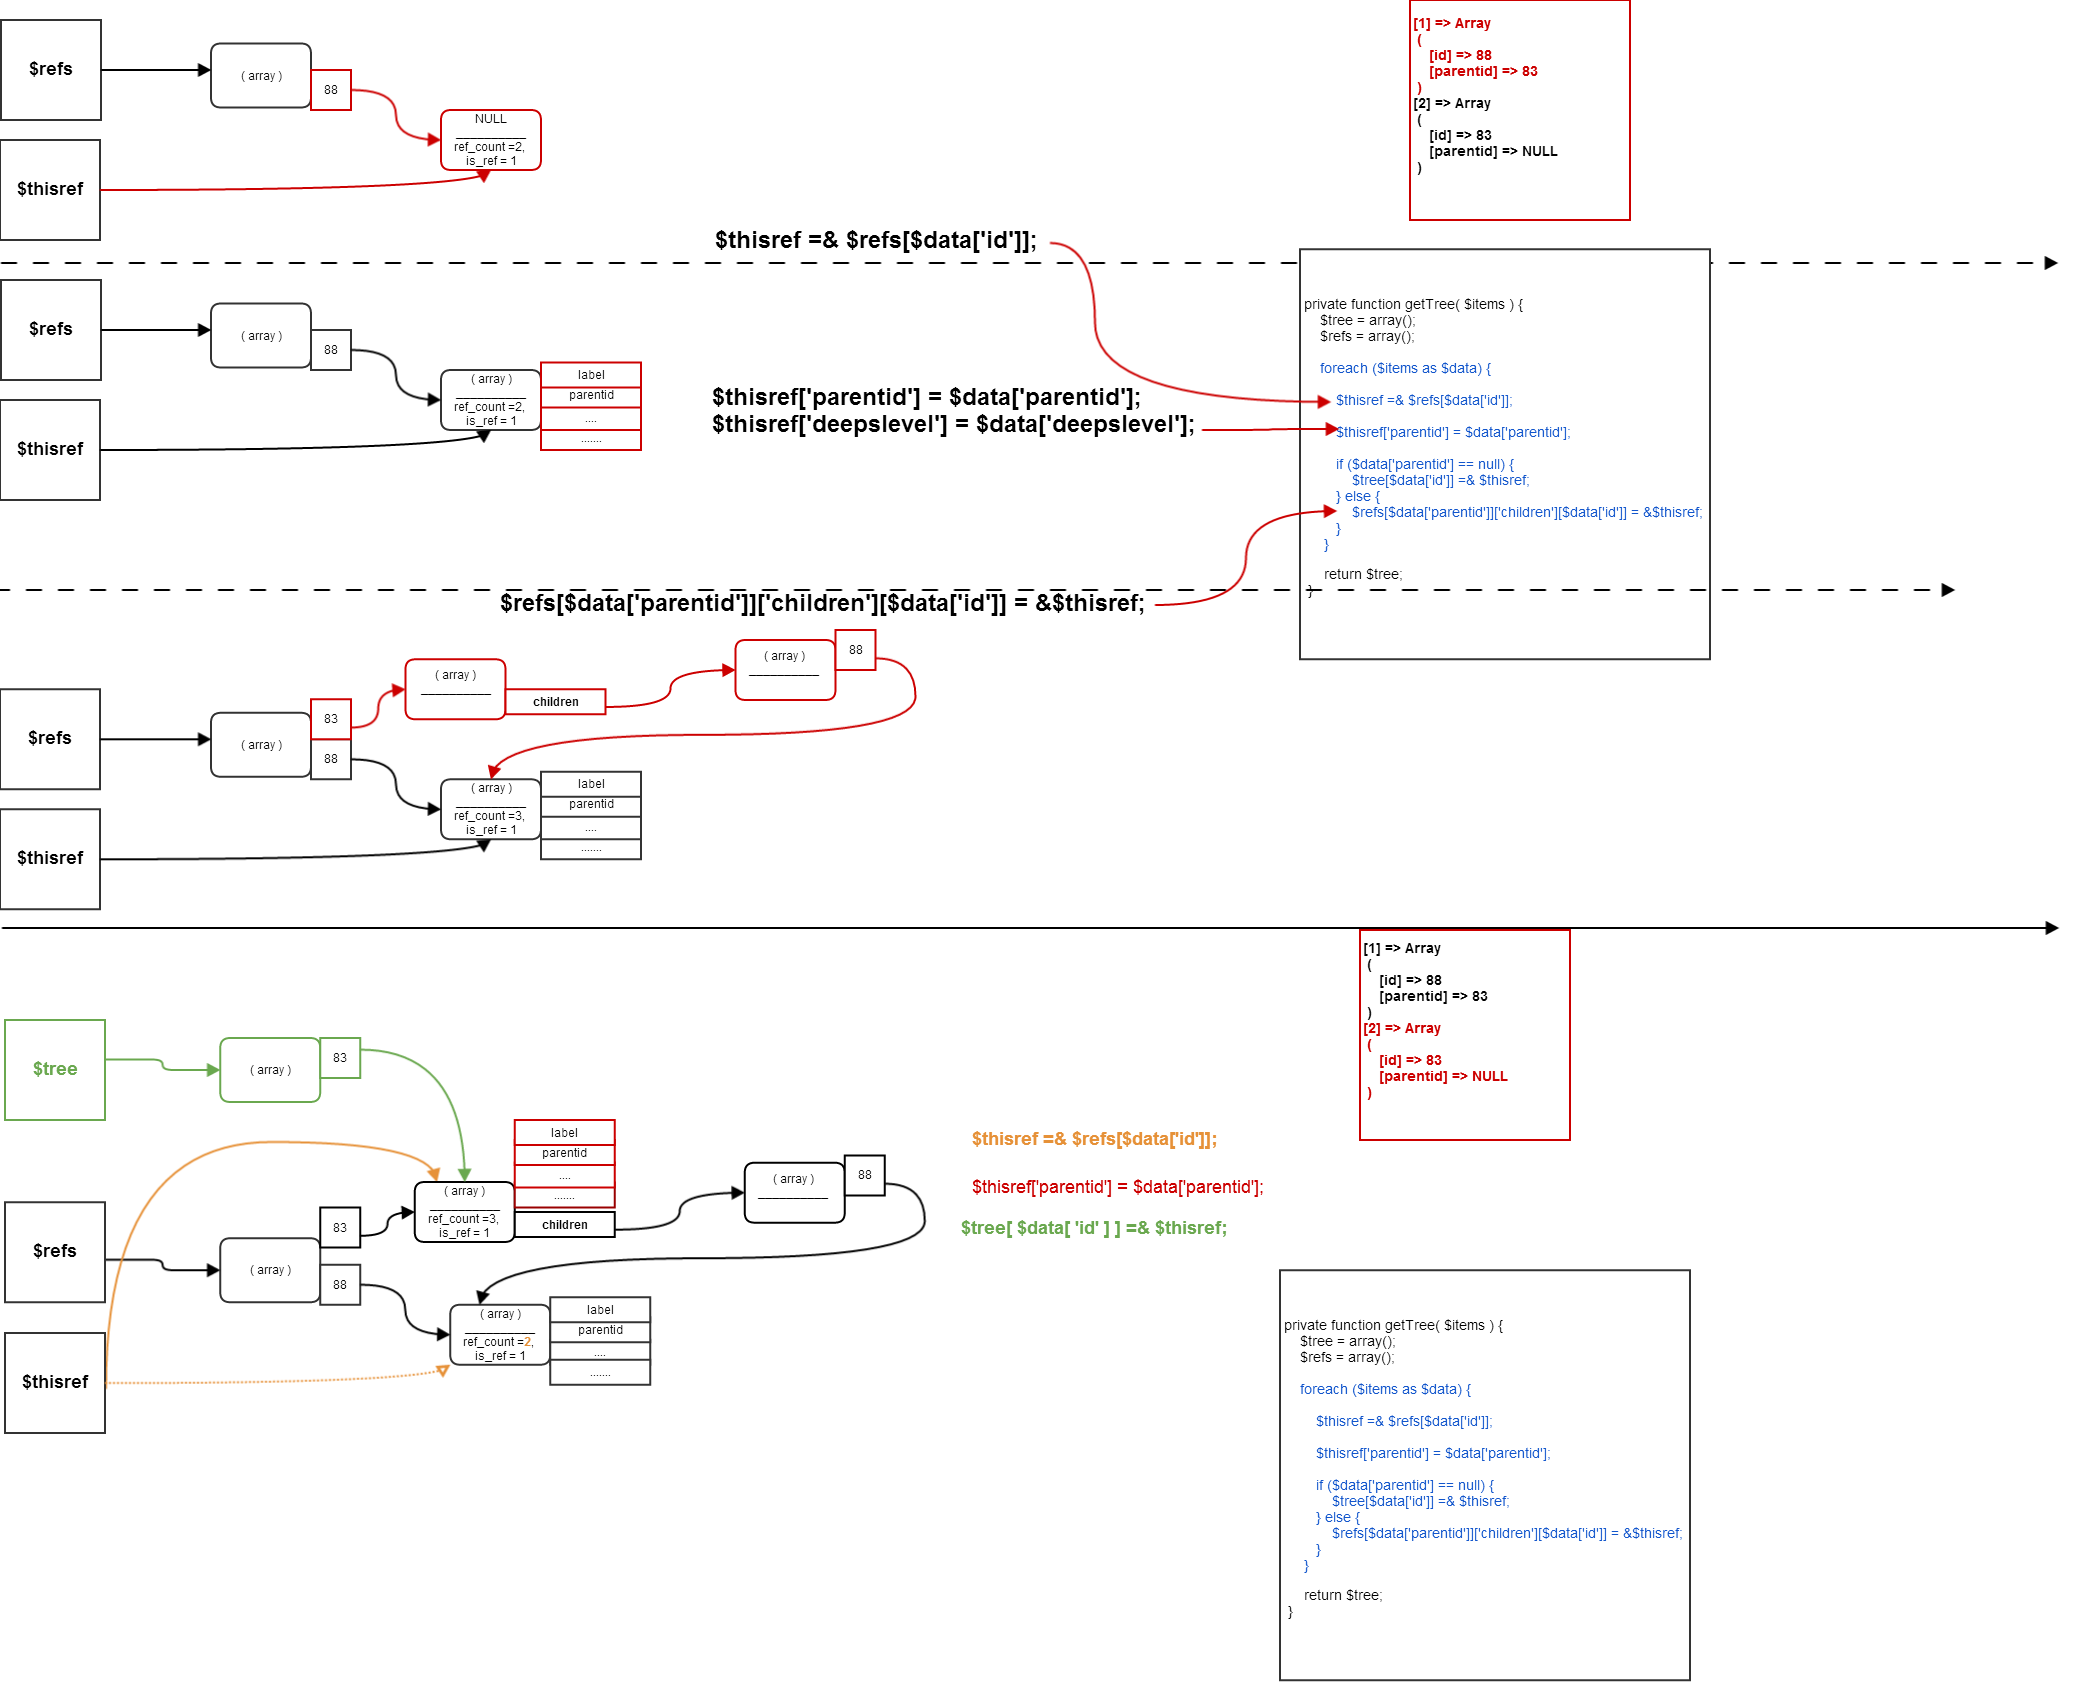 $refs
( array )
88
NULL
__________
ref_count =2,
is_ref = 1
$thisref
[1] => Array
(
[id] => 88
[parentid] => 83
)
[2] => Array
(
[id] => 83
[parentid] => NULL
)
$thisref =& $refs[$data['id']];
$refs
( array )
88
( array )
__________
ref_count =2,
is_ref = 1
label
parentid
....
.......
$thisref
$thisref['parentid'] = $data['parentid'];
$thisref['deepslevel'] = $data['deepslevel'];
private function getTree( $items ) {
$tree = array();
$refs = array();
foreach ($items as $data) {
$thisref =& $refs[$data['id']];
$thisref['parentid'] = $data['parentid'];
if ($data['parentid'] == null) {
$tree[$data['id']] =& $thisref;
} else {
$refs[$data['parentid']]['children'][$data['id']] = &$thisref;
}
}
return $tree;
}
$refs[$data['parentid']]['children'][$data['id']] = &$thisref;
$refs
( array )
83
88
( array )
__________
children
( array )
__________
88
( array )
__________
ref_count =3,
is_ref = 1
label
parentid
....
.......
$thisref
[1] => Array
(
[id] => 88
[parentid] => 83
)
[2] => Array
(
[id] => 83
[parentid] => NULL
)
$tree
( array )
83
label
parentid
....
.......
( array )
__________
ref_count =3,
is_ref = 1
children
( array )
__________
88
$thisref =& $refs[$data['id']];
$thisref['parentid'] = $data['parentid'];
$tree[ $data[ 'id' ] ] =& $thisref;
$refs
( array )
83
88
( array )
__________
ref_count =2,
is_ref = 1
label
parentid
....
.......
$thisref
private function getTree( $items ) {
$tree = array();
$refs = array();
foreach ($items as $data) {
$thisref =& $refs[$data['id']];
$thisref['parentid'] = $data['parentid'];
if ($data['parentid'] == null) {
$tree[$data['id']] =& $thisref;
} else {
$refs[$data['parentid']]['children'][$data['id']] = &$thisref;
}
}
return $tree;
}